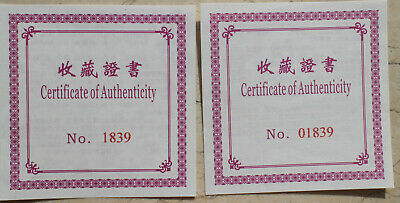 收藏證書
Certificate of Authenticity
No. 1839
收藏證書
Certificate of Authenticity
No. 01839